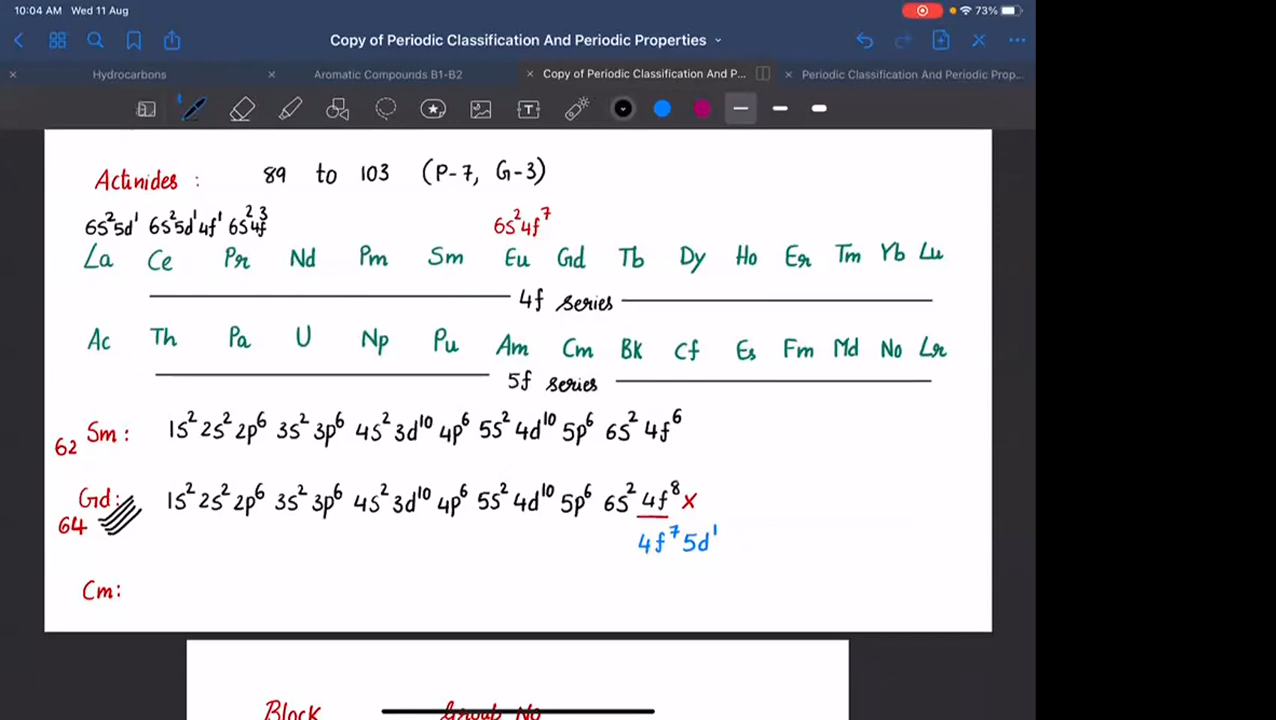 10:04 AM Wed 11 Aug 73%
Copy of Periodic Classification And Periodic Properties
Hydrocarbons Aromatic Compounds B1-B2 Copy of Periodic Classification And P... Periodic Classification And Periodic Prop...
Actinides : 89 to 103 (P-7, G-3)
6s²5d¹ 6s²5d¹4f¹ 6s²4f³ 6s²4f⁷
La Ce Pr Nd Pm Sm Eu Gd Tb Dy Ho Er Tm Yb Lu
4f series
Ac Th Pa U Np Pu Am Cm Bk Cf Es Fm Md No Lr
5f series
62 Sm: 1s² 2s² 2p⁶ 3s² 3p⁶ 4s² 3d¹⁰ 4p⁶ 5s² 4d¹⁰ 5p⁶ 6s² 4f⁶
64 Gd: 1s² 2s² 2p⁶ 3s² 3p⁶ 4s² 3d¹⁰ 4p⁶ 5s² 4d¹⁰ 5p⁶ 6s² 4f⁸ x
4f⁷ 5d¹
Cm:
Block Group No